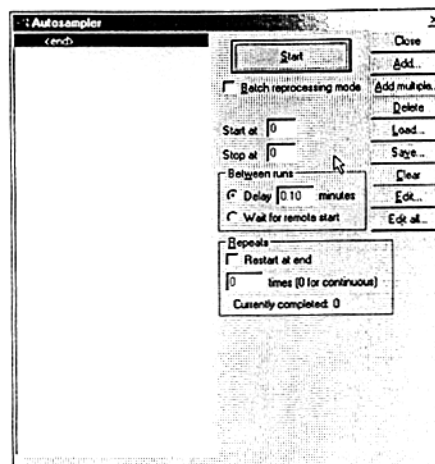 Autosampler
<end>
Start
Batch reprocessing mode
Start at 0
Stop at 0
Between runs
Delay 0.10 minutes
Wait for remote start
Repeats
Restart at end
0 times (0 for continuous)
Currently completed: 0
Close
Add...
Add multiple...
Delete
Load...
Save...
Clear
Edit...
Edit all...